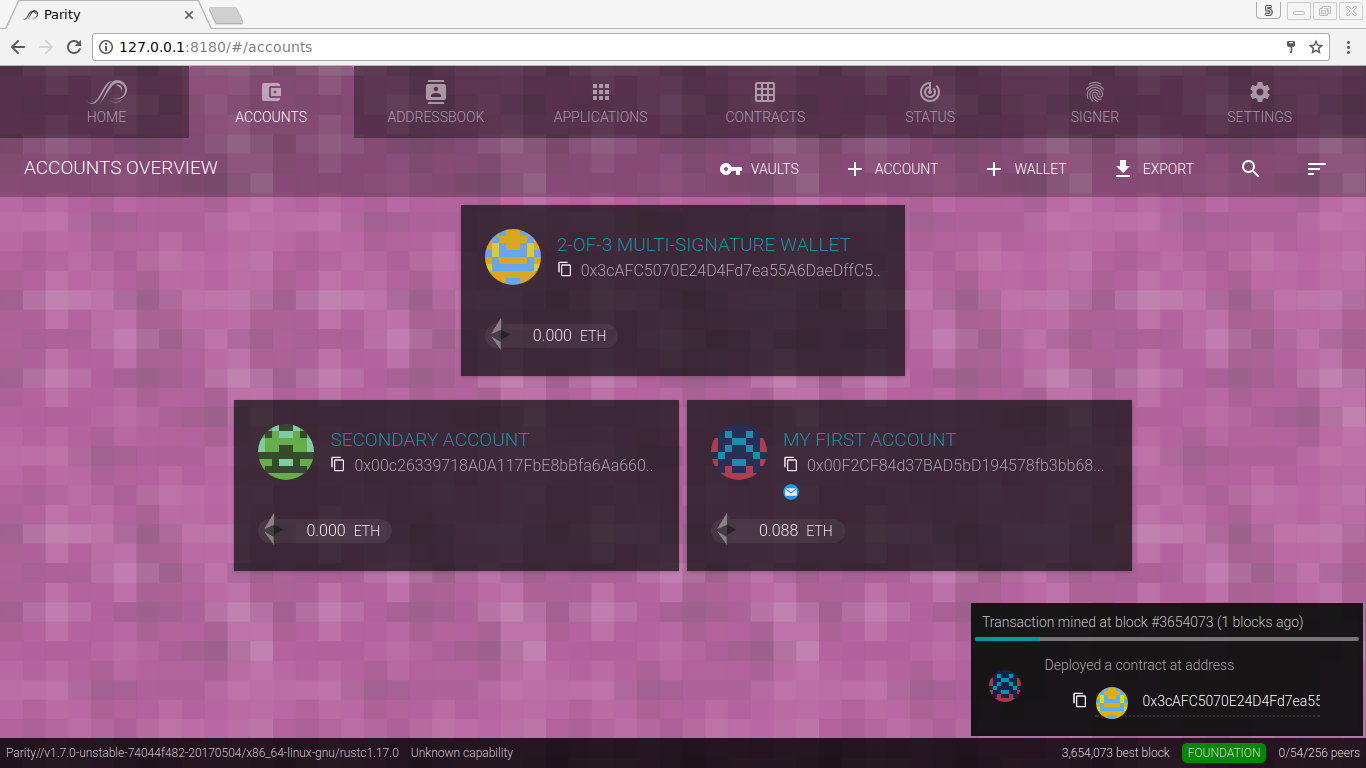 Parity
5
127.0.0.1:8180/#/accounts
HOME
ACCOUNTS
ADDRESSBOOK
APPLICATIONS
CONTRACTS
STATUS
SIGNER
SETTINGS
ACCOUNTS OVERVIEW
VAULTS
ACCOUNT
WALLET
EXPORT
2-OF-3 MULTI-SIGNATURE WALLET
0x3cAFC5070E24D4Fd7ea55A6DaeDffC5..
0.000 ETH
SECONDARY ACCOUNT
0x00c26339718A0A117FbE8bBfa6Aa660..
0.000 ETH
MY FIRST ACCOUNT
0x00F2CF84d37BAD5bD194578fb3bb68...
0.088 ETH
Transaction mined at block #3654073 (1 blocks ago)
Deployed a contract at address
0x3cAFC5070E24D4Fd7ea55
Parity//v1.7.0-unstable-74044f482-20170504/x86_64-linux-gnu/rustc1.17.0 Unknown capability
3,654,073 best block FOUNDATION 0/54/256 peers